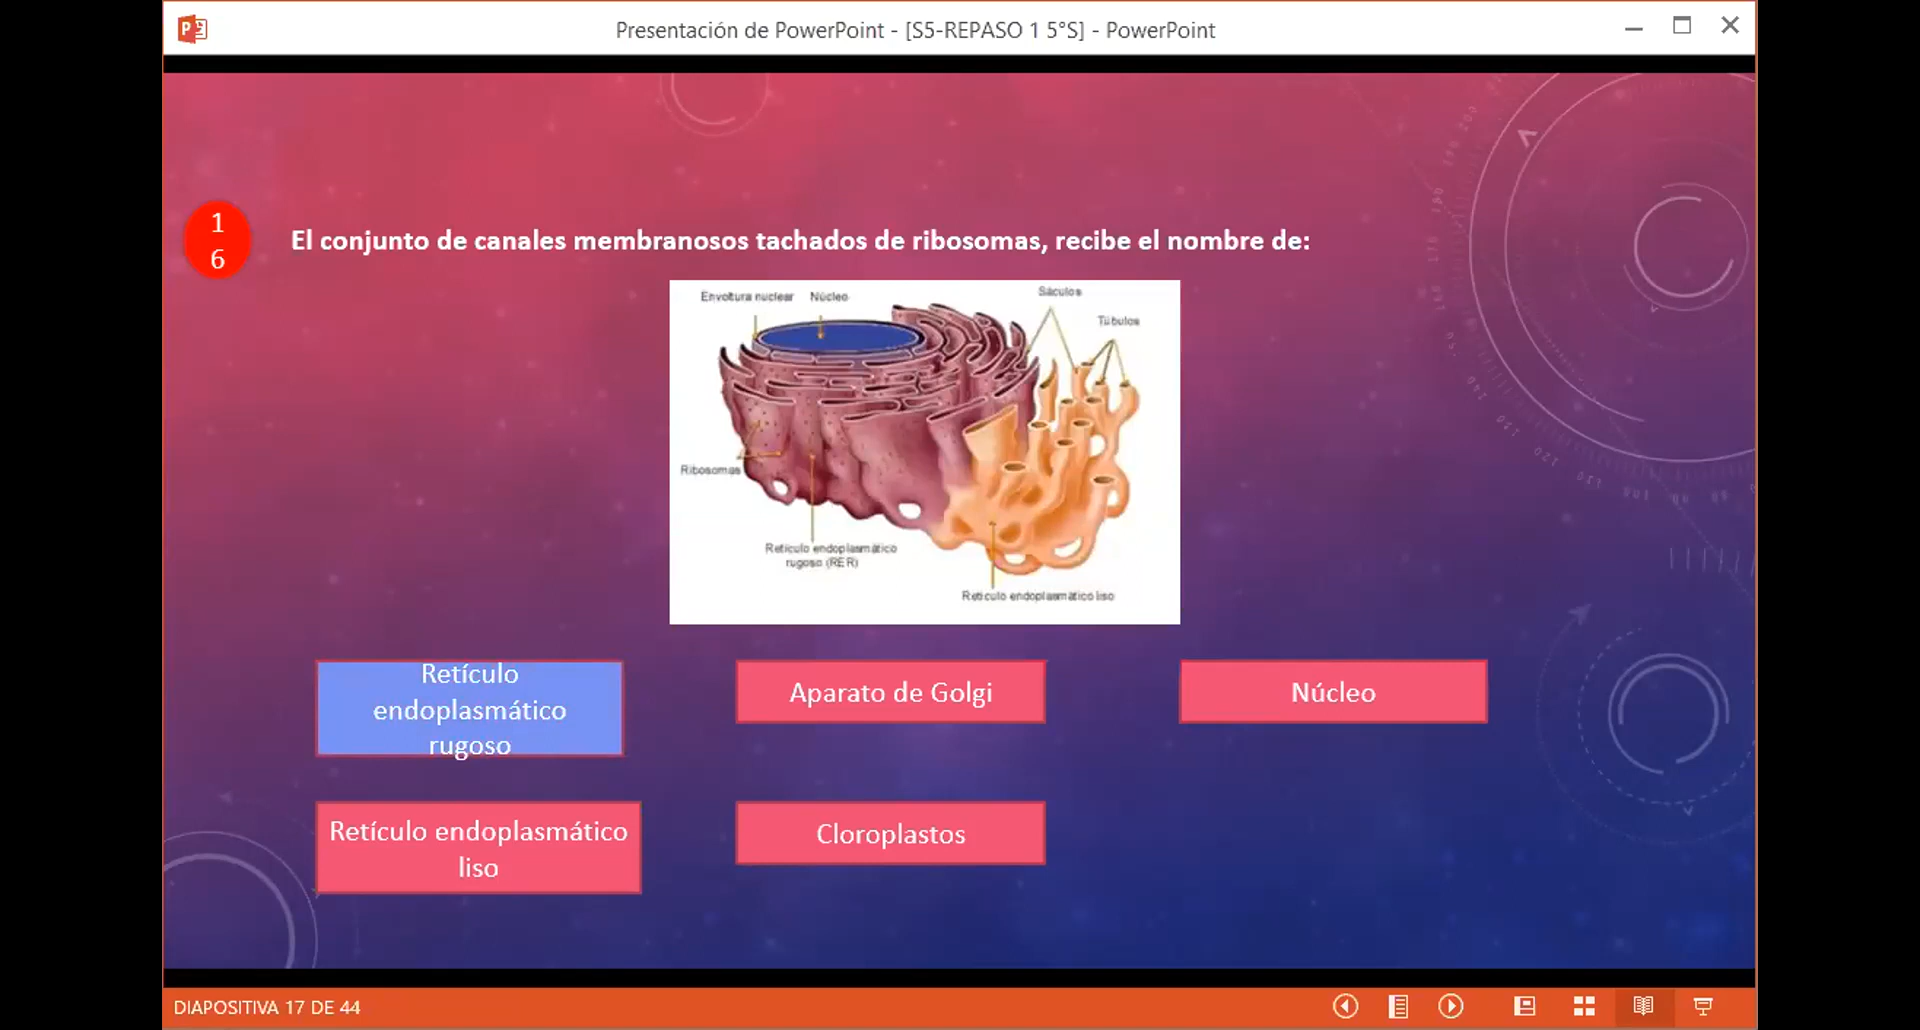 Presentación de PowerPoint - [S5-REPASO 1 5°S] - PowerPoint
1
6
El conjunto de canales membranosos tachados de ribosomas, recibe el nombre de:
Envoltura nuclear
Núcleo
Sáculos
Túbulos
Ribosomas
Retículo endoplasmático
rugoso (RER)
Retículo endoplasmático liso
Retículo
endoplasmático
rugoso
Aparato de Golgi
Núcleo
Retículo endoplasmático
liso
Cloroplastos
DIAPOSITIVA 17 DE 44